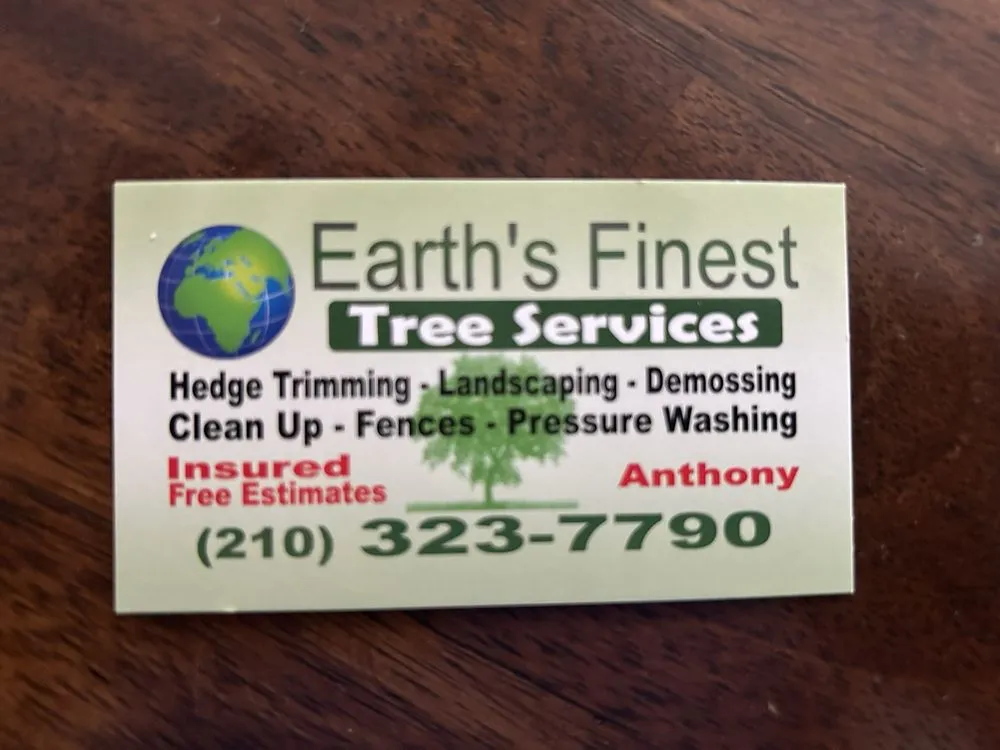 Earth's Finest
Tree Services
Hedge Trimming - Landscaping - Demossing
Clean Up - Fences - Pressure Washing
Insured
Free Estimates
Anthony
(210) 323-7790